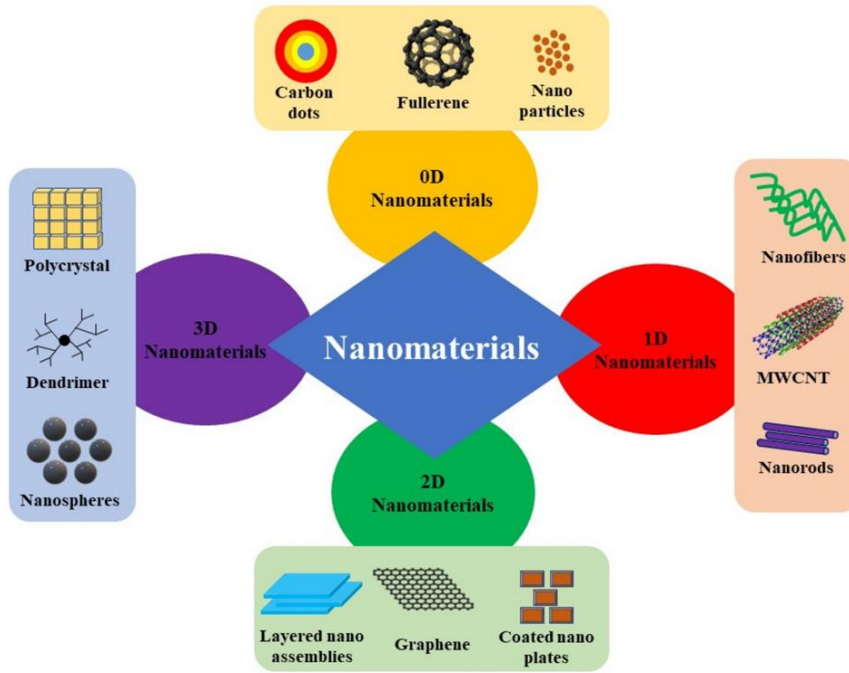 Carbon
dots
Fullerene
Nano
particles
0D
Nanomaterials
Polycrystal
Dendrimer
Nanospheres
3D
Nanomaterials
Nanomaterials
1D
Nanomaterials
Nanofibers
MWCNT
Nanorods
2D
Nanomaterials
Layered nano
assemblies
Graphene
Coated nano
plates